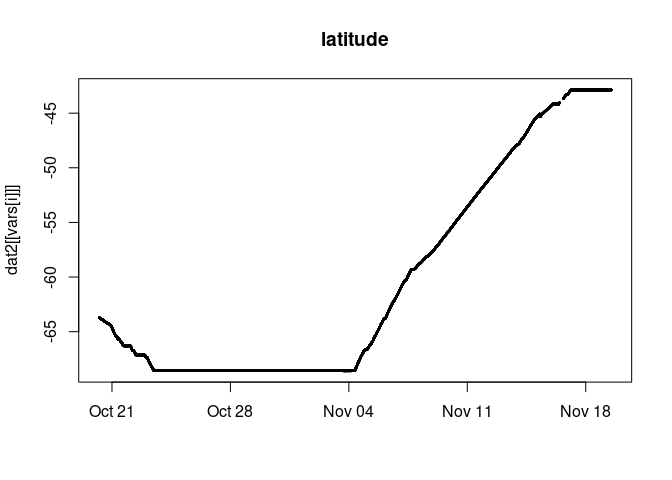 latitude
dat2[[vars[i]]]
-45
-50
-55
-60
-65
Oct 21
Oct 28
Nov 04
Nov 11
Nov 18